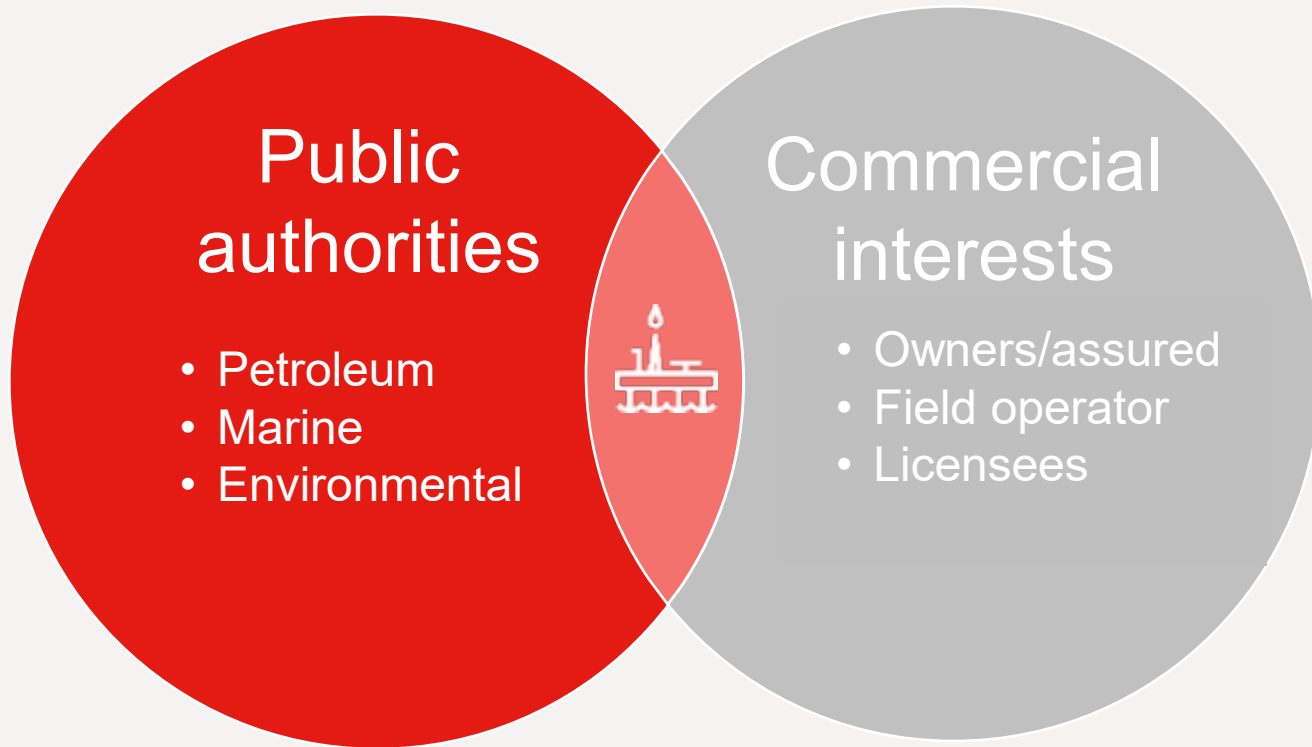 Public
authorities
• Petroleum
• Marine
• Environmental
Commercial
interests
• Owners/assured
• Field operator
• Licensees